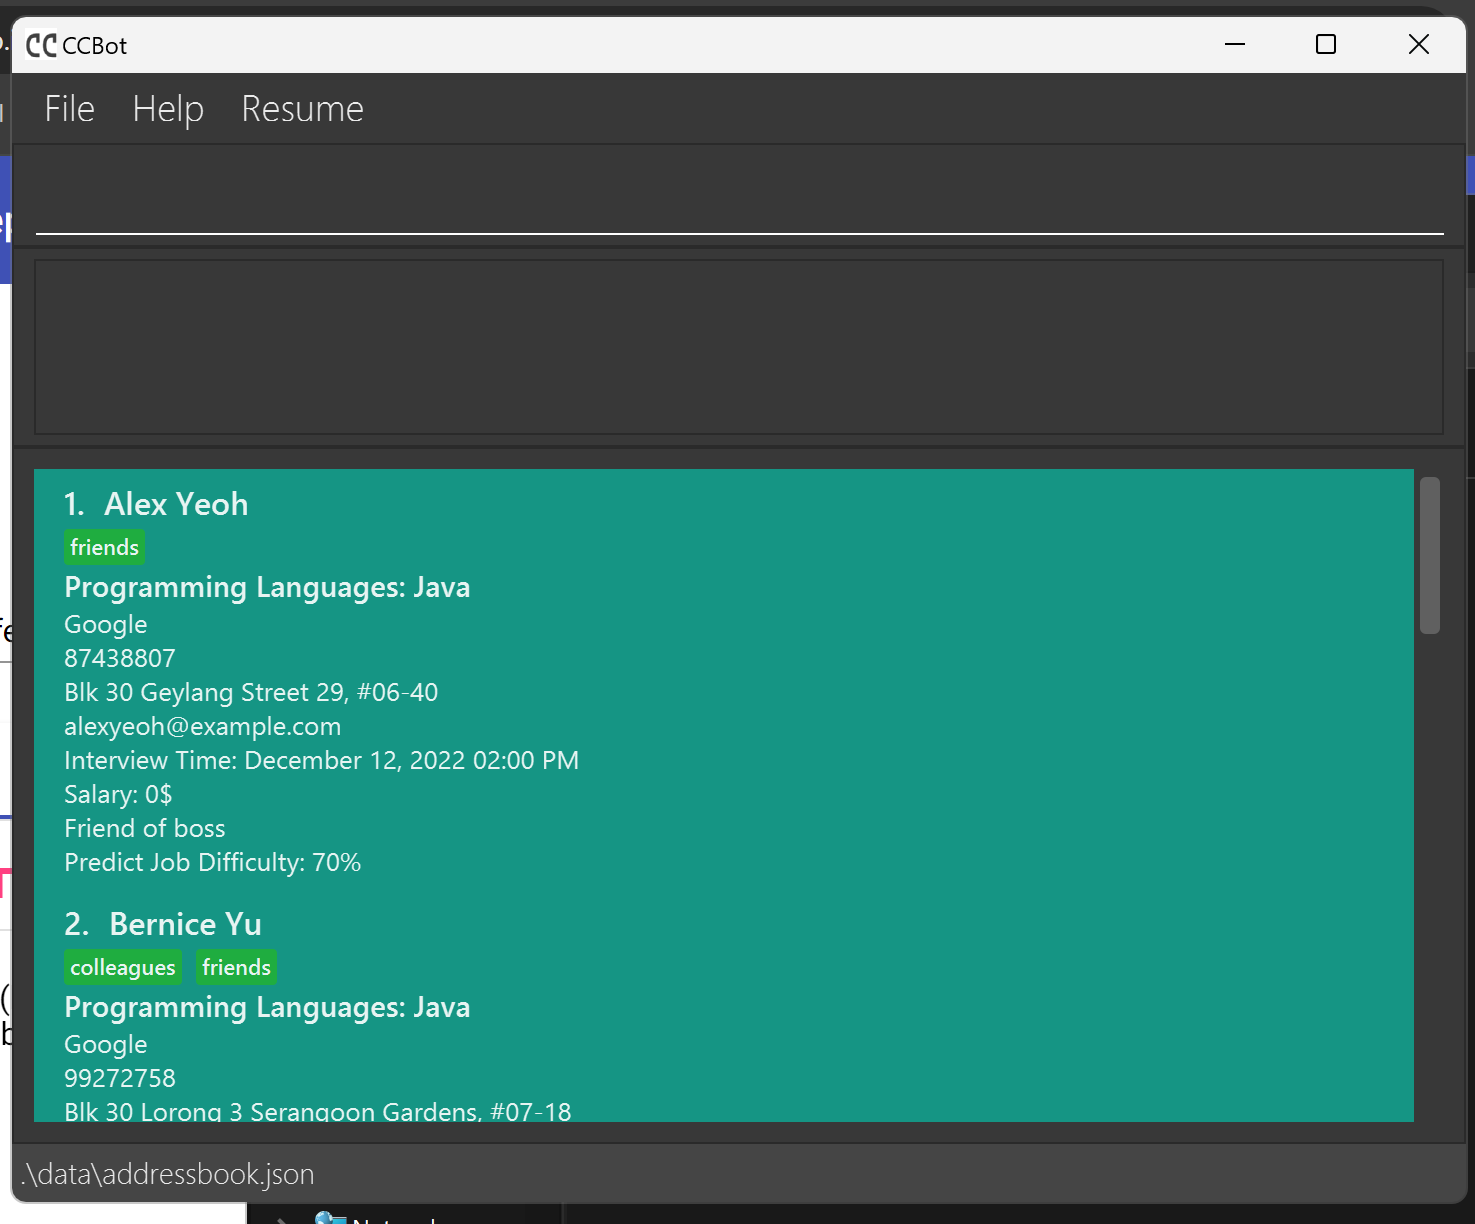 CC CCBot
File Help Resume
1. Alex Yeoh
friends
Programming Languages: Java
Google
87438807
Blk 30 Geylang Street 29, #06-40
alexyeoh@example.com
Interview Time: December 12, 2022 02:00 PM
Salary: 0$
Friend of boss
Predict Job Difficulty: 70%
2. Bernice Yu
colleagues friends
Programming Languages: Java
Google
99272758
Blk 30 Lorong 3 Serangoon Gardens, #07-18
.\data\addressbook.json